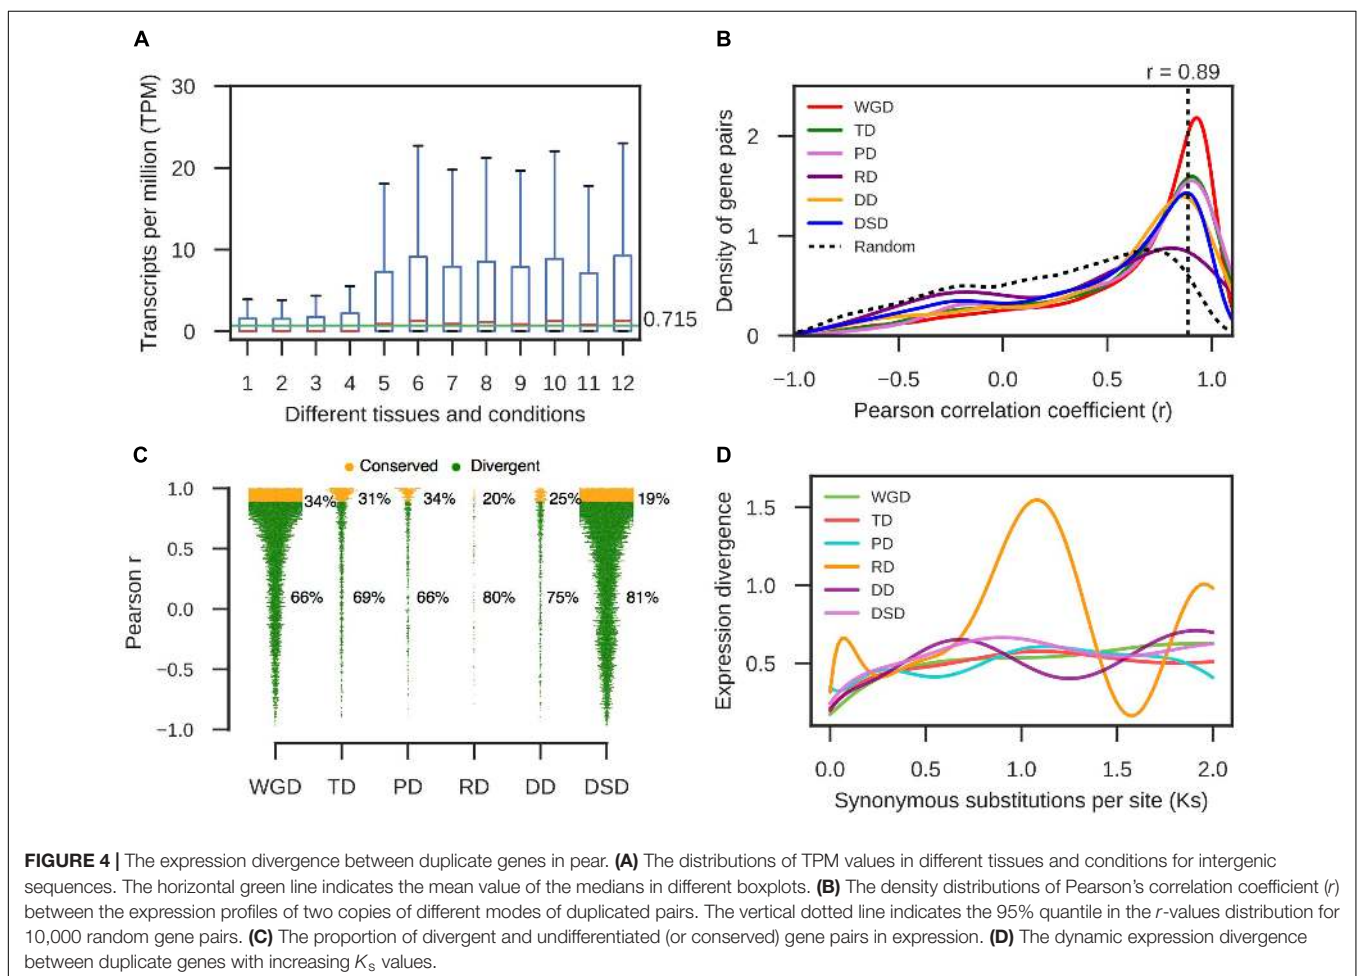 A
Transcripts per million (TPM)
30
20
10
0
0.715
1 2 3 4 5 6 7 8 9 10 11 12
Different tissues and conditions
B
r = 0.89
Density of gene pairs
2
1
0
WGD
TD
PD
RD
DD
DSD
Random
−1.0 −0.5 0.0 0.5 1.0
Pearson correlation coefficient (r)
C
Conserved Divergent
Pearson r
1.0
0.5
0.0
−0.5
−1.0
34% 31% 34% 20% 25% 19%
66% 69% 66% 80% 75% 81%
WGD TD PD RD DD DSD
D
Expression divergence
1.5
1.0
0.5
WGD
TD
PD
RD
DD
DSD
0.0 0.5 1.0 1.5 2.0
Synonymous substitutions per site (Ks)
FIGURE 4 | The expression divergence between duplicate genes in pear. (A) The distributions of TPM values in different tissues and conditions for intergenic
sequences. The horizontal green line indicates the mean value of the medians in different boxplots. (B) The density distributions of Pearson's correlation coefficient (r)
between the expression profiles of two copies of different modes of duplicated pairs. The vertical dotted line indicates the 95% quantile in the r-values distribution for
10,000 random gene pairs. (C) The proportion of divergent and undifferentiated (or conserved) gene pairs in expression. (D) The dynamic expression divergence
between duplicate genes with increasing Ks values.